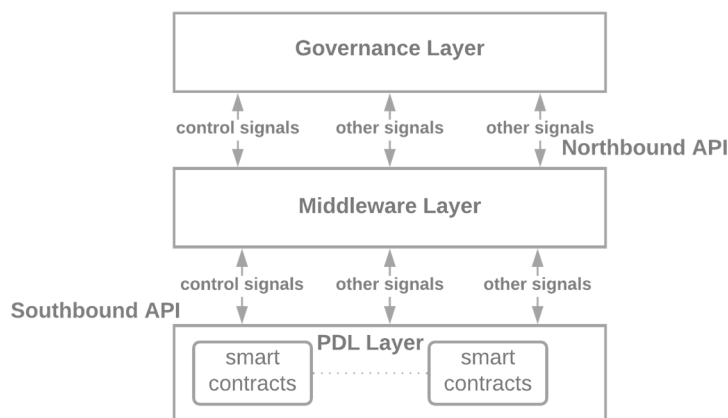 Governance Layer
control signals other signals other signals
Northbound API
Middleware Layer
control signals other signals other signals
Southbound API
PDL Layer
smart contracts
smart contracts